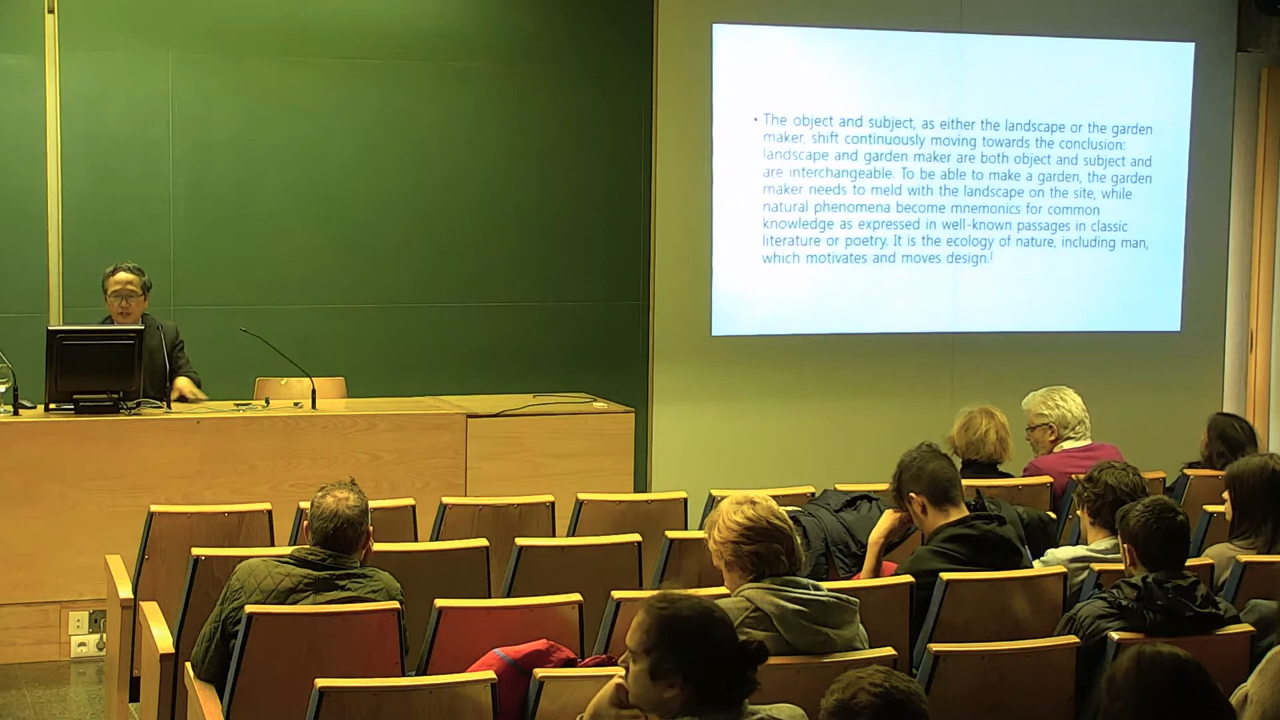 • The object and subject, as either the landscape or the garden
maker, shift continuously moving towards the conclusion:
landscape and garden maker are both object and subject and
are interchangeable. To be able to make a garden, the garden
maker needs to meld with the landscape on the site, while
natural phenomena become mnemonics for common
knowledge as expressed in well-known passages in classic
literature or poetry. It is the ecology of nature, including man,
which motivates and moves design.